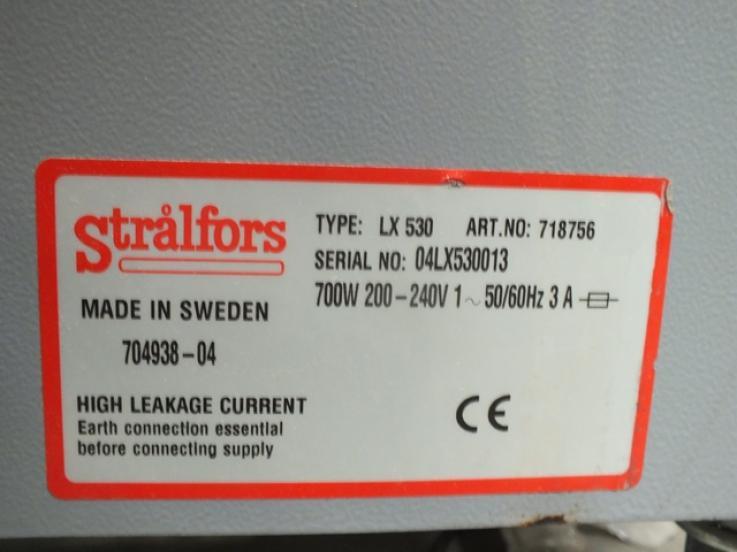 Strålfors
TYPE: LX 530 ART.NO: 718756
SERIAL NO: 04LX530013
700W 200-240V 1~50/60Hz 3 A
MADE IN SWEDEN
704938-04
HIGH LEAKAGE CURRENT
Earth connection essential
before connecting supply
CE